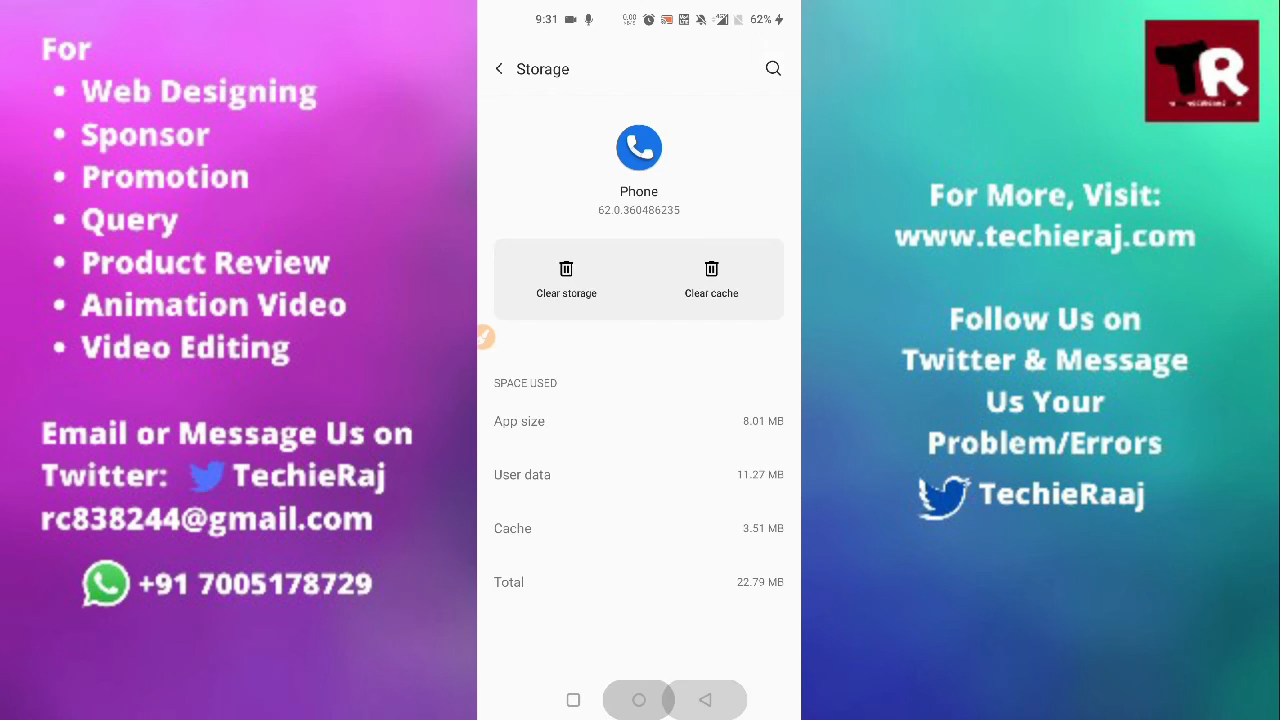 For
• Web Designing
• Sponsor
• Promotion
• Query
• Product Review
• Animation Video
• Video Editing
Email or Message Us on
Twitter: TechieRaj
rc838244@gmail.com
+91 7005178729
9:31
62%
Storage
Phone
62.0.360486235
Clear storage
Clear cache
SPACE USED
App size 8.01 MB
User data 11.27 MB
Cache 3.51 MB
Total 22.79 MB
TR
For More, Visit:
www.techieraj.com
Follow Us on
Twitter & Message
Us Your
Problem/Errors
TechieRaaj